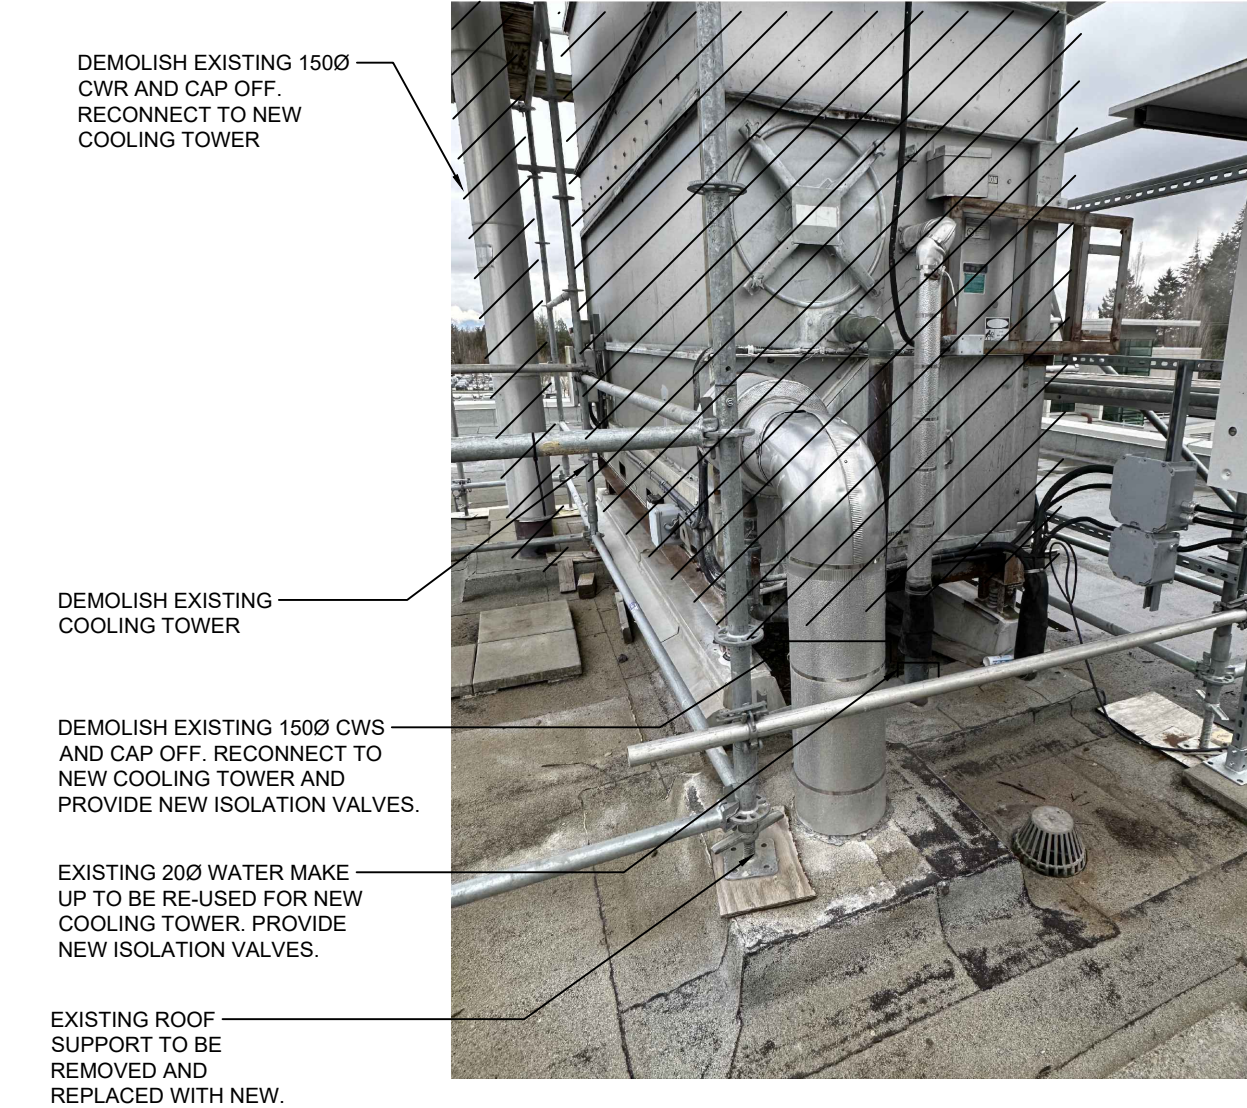 DEMOLISH EXISTING 150Ø
CWR AND CAP OFF.
RECONNECT TO NEW
COOLING TOWER
DEMOLISH EXISTING
COOLING TOWER
DEMOLISH EXISTING 150Ø CWS
AND CAP OFF. RECONNECT TO
NEW COOLING TOWER AND
PROVIDE NEW ISOLATION VALVES.
EXISTING 20Ø WATER MAKE
UP TO BE RE-USED FOR NEW
COOLING TOWER. PROVIDE
NEW ISOLATION VALVES.
EXISTING ROOF
SUPPORT TO BE
REMOVED AND
REPLACED WITH NEW.